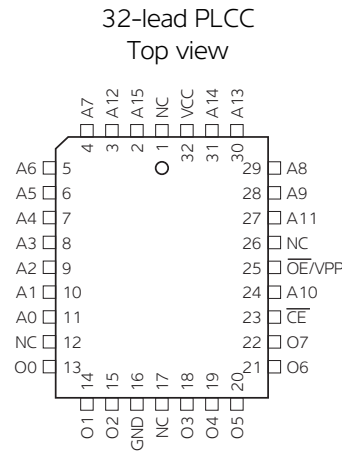 32-lead PLCC
Top view
A7 A12 A15 NC VCC A14 A13
4 3 2 1 32 31 30
A6 5 29 A8
A5 6 28 A9
A4 7 27 A11
A3 8 26 NC
A2 9 25 OE/VPP
A1 10 24 A10
A0 11 23 CE
NC 12 22 O7
O0 13 21 O6
14 15 16 17 18 19 20
O1 O2 GND NC O3 O4 O5